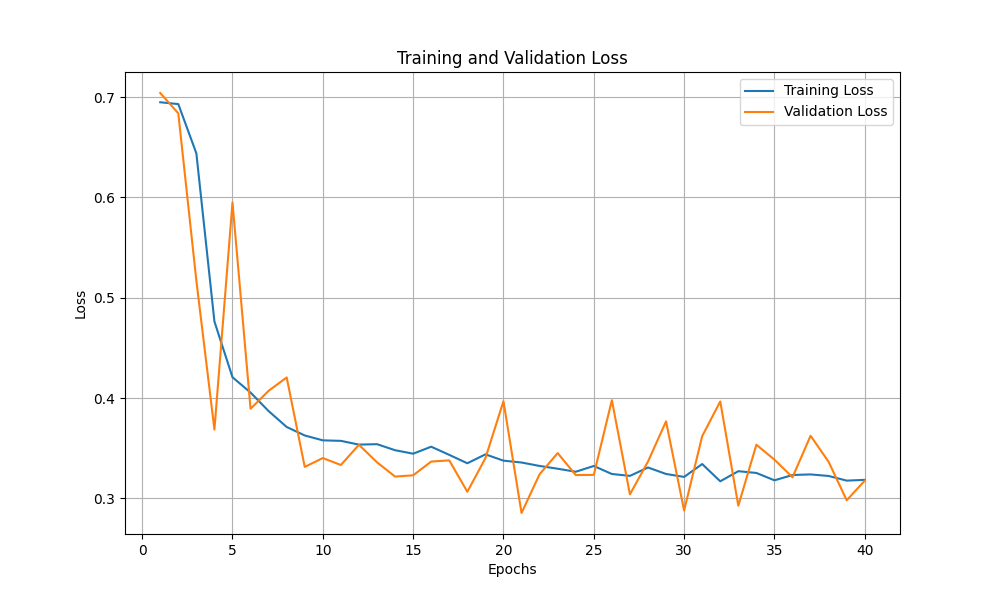 Training and Validation Loss
Training Loss
Validation Loss
0.7
0.6
0.5
0.4
0.3
Loss
0 5 10 15 20 25 30 35 40
Epochs